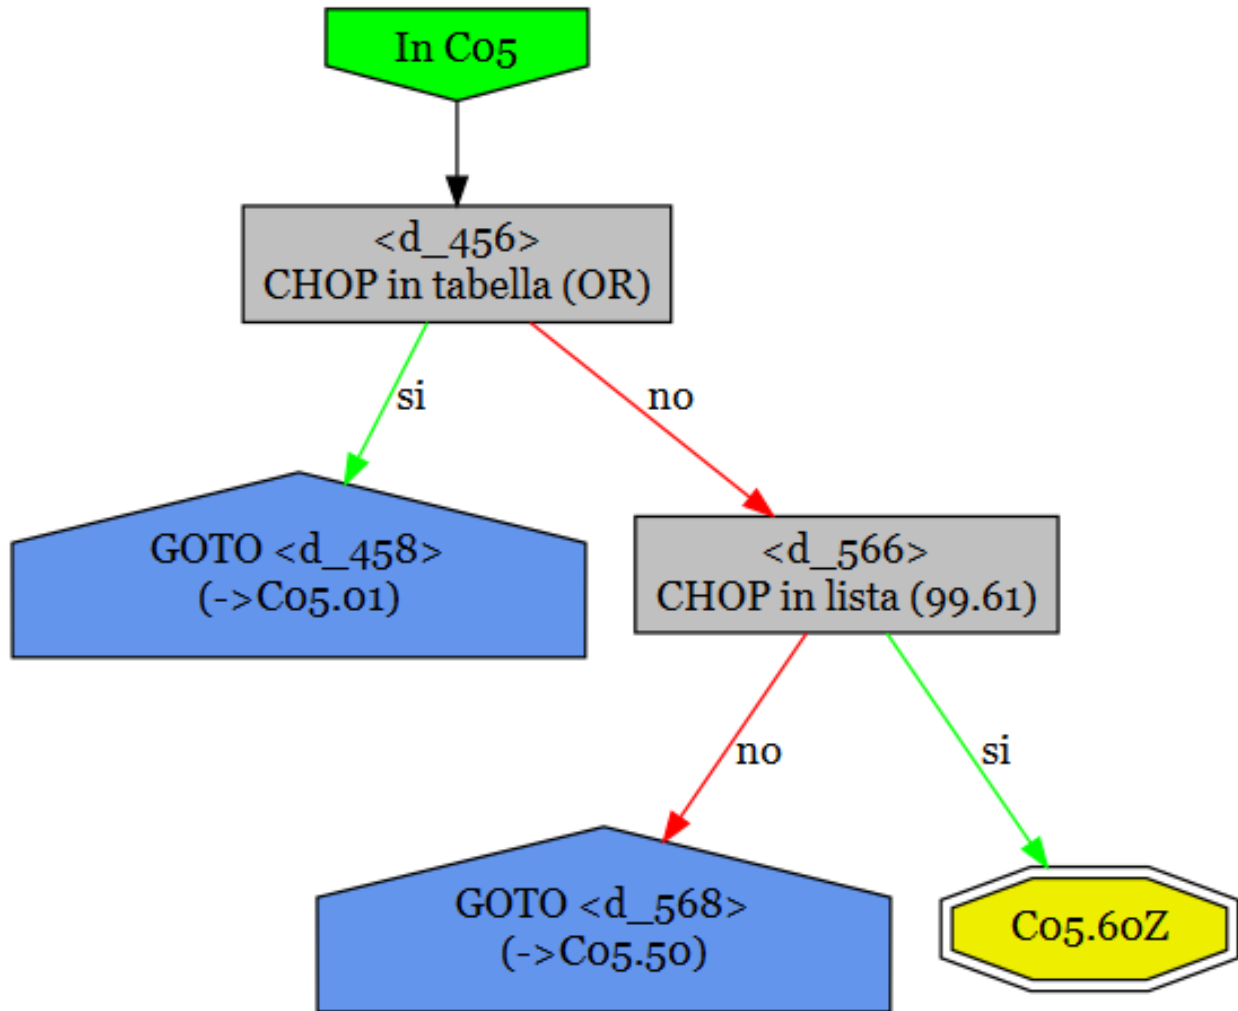 In C05
<d_456>
CHOP in tabella (OR)
si
no
GOTO <d_458>
(->C05.01)
<d_566>
CHOP in lista (99.61)
no
si
GOTO <d_568>
(->C05.50)
C05.60Z